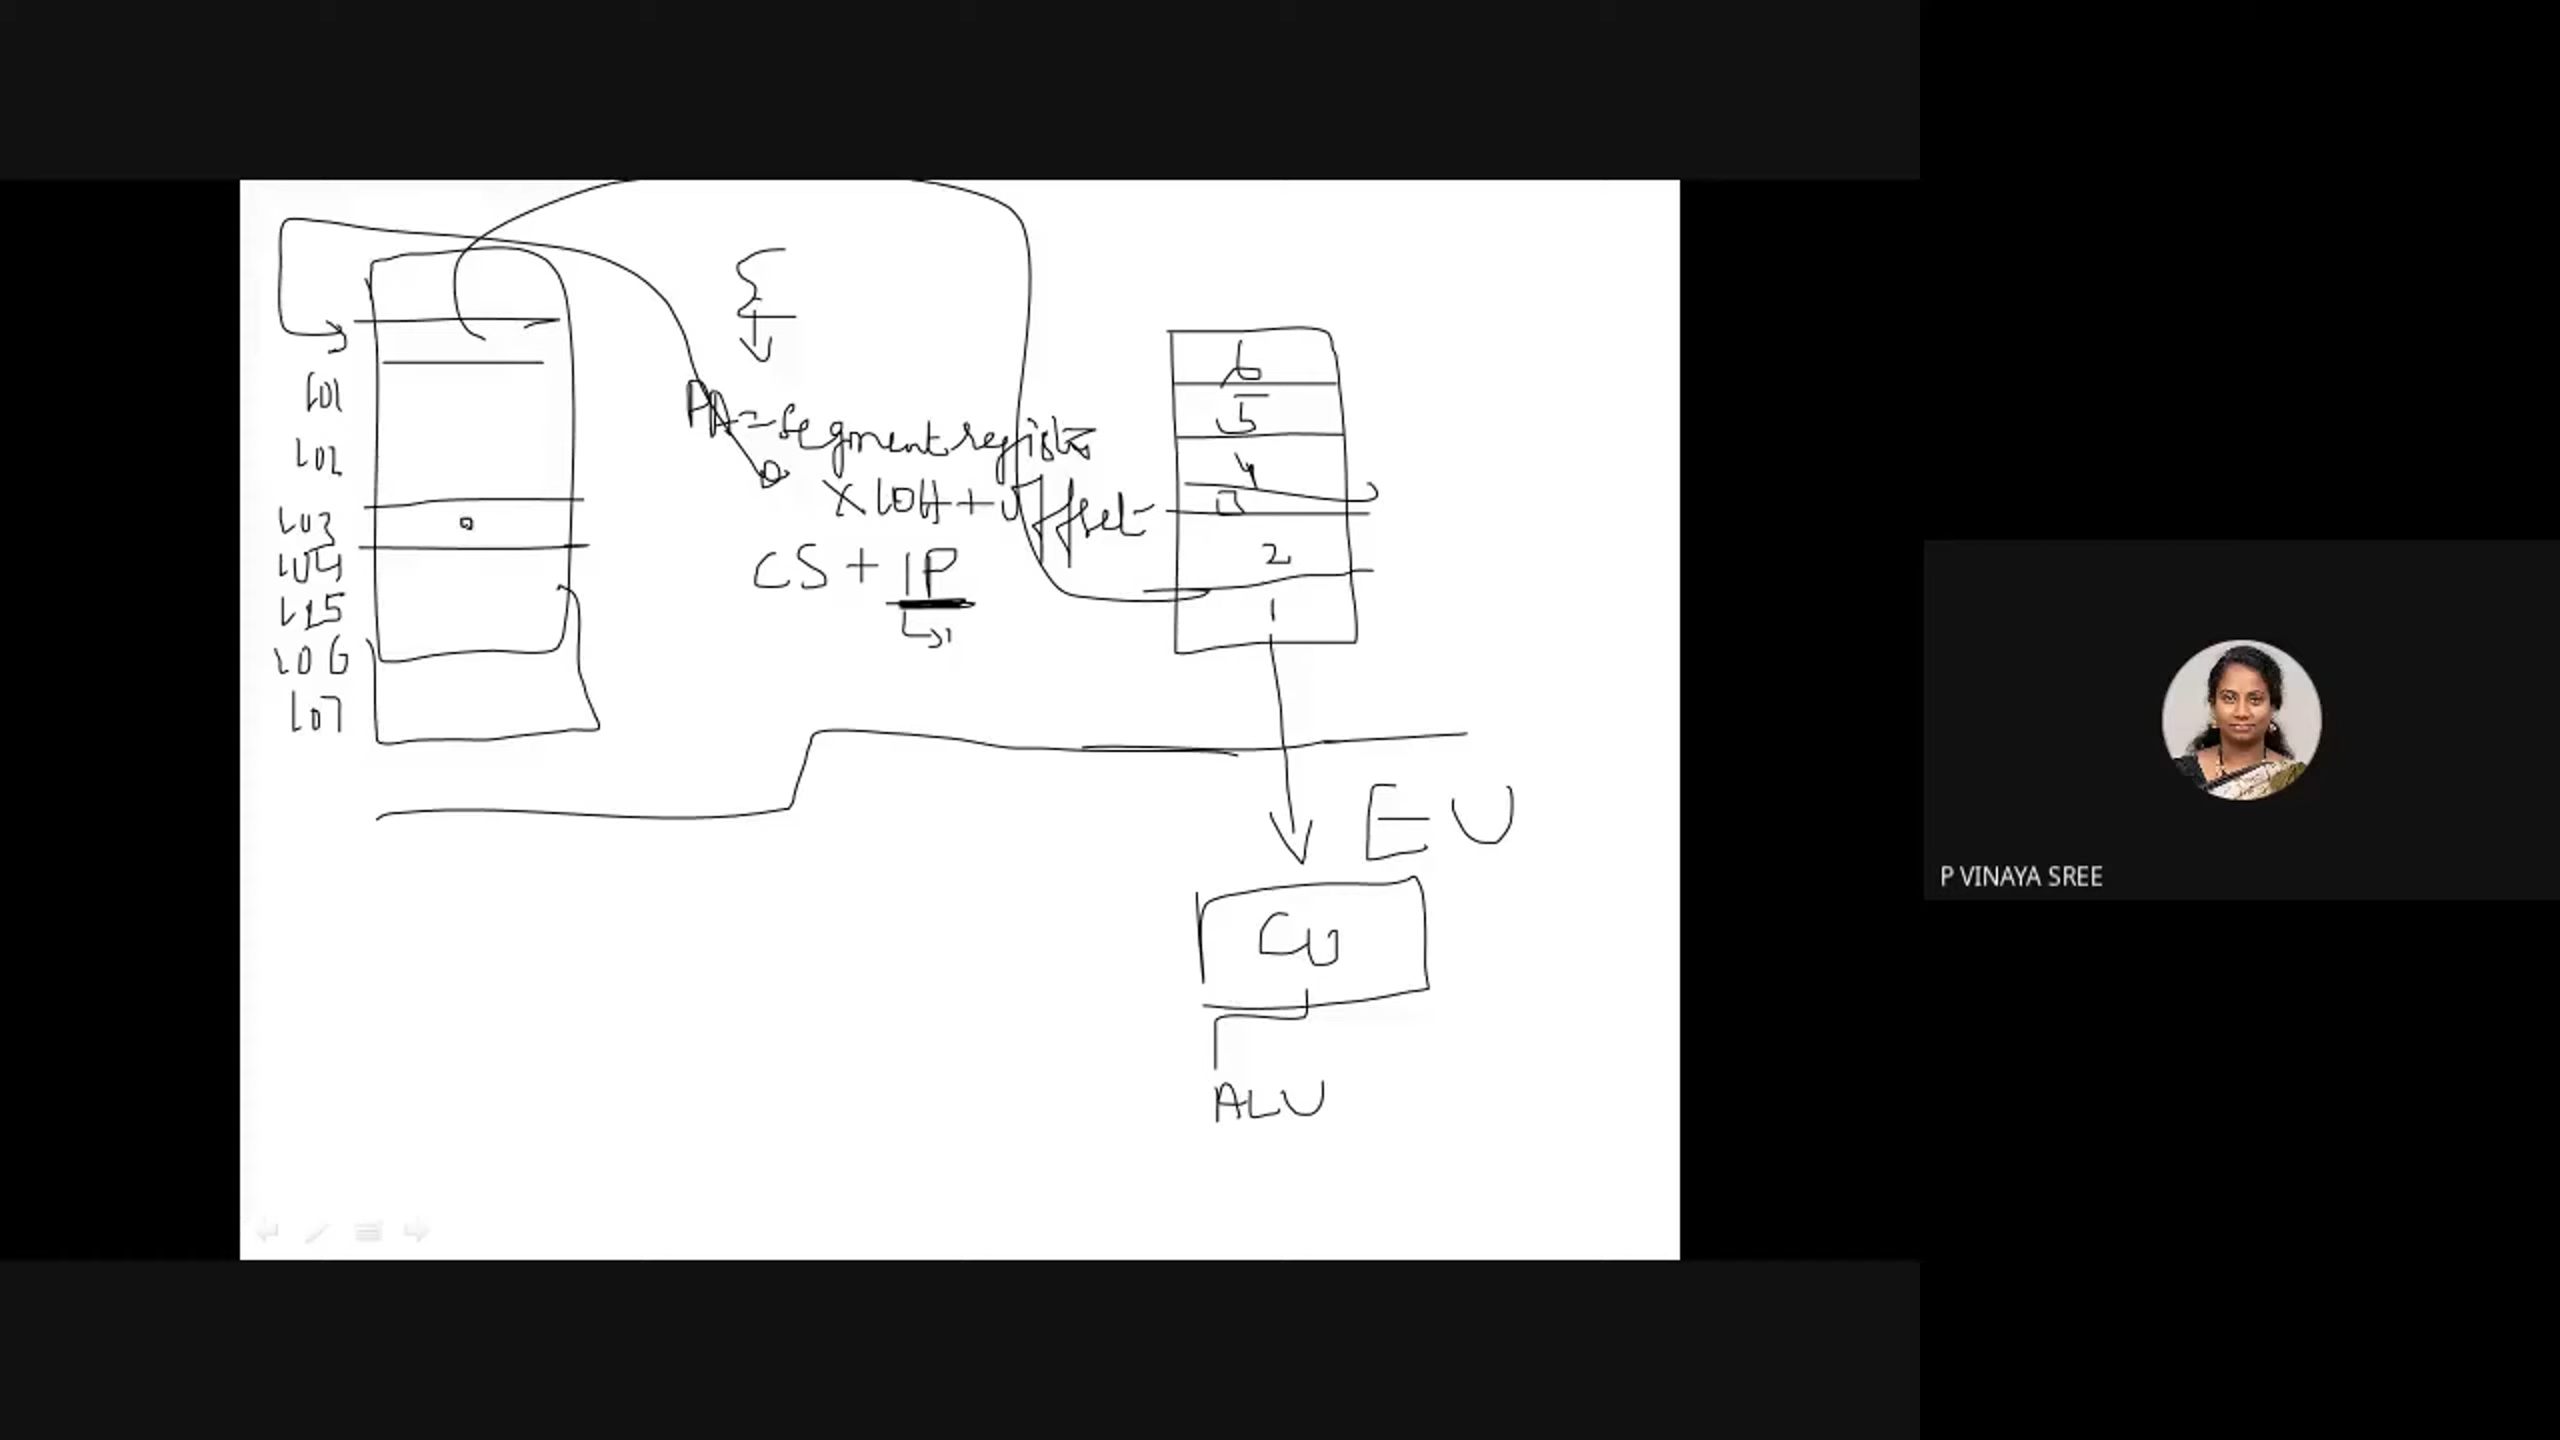 101
102
103
104
105
106
107
Σ
PA = Segment register
X10H + offset
CS + IP
6
5
4
3
2
1
EU
CU
ALU
P VINAYA SREE